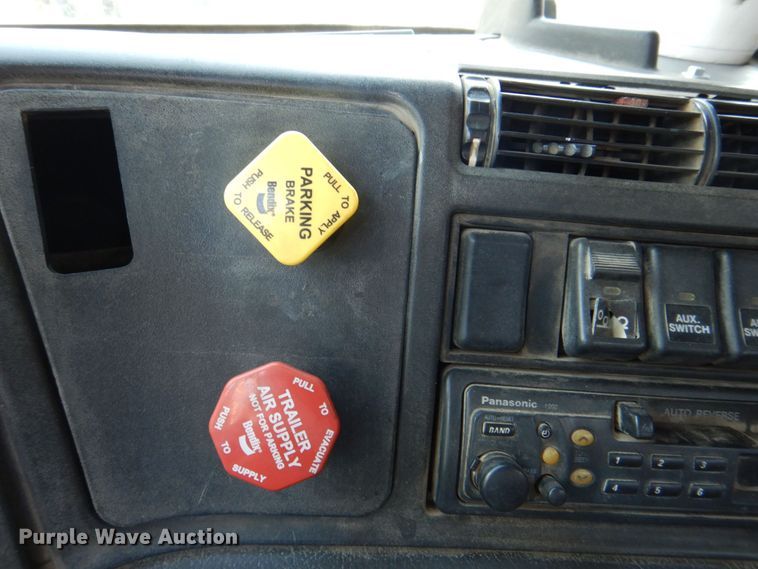 PULL TO APPLY
PARKING
BRAKE
Bendix
PUSH TO RELEASE
AUX.
SWITCH
Panasonic
AUTO REVERSE
BAND
1 2 3
4 5 6
PULL TO EVACUATE
TRAILER
AIR SUPPLY
NOT FOR PARKING
Bendix
PUSH TO SUPPLY
Purple Wave Auction